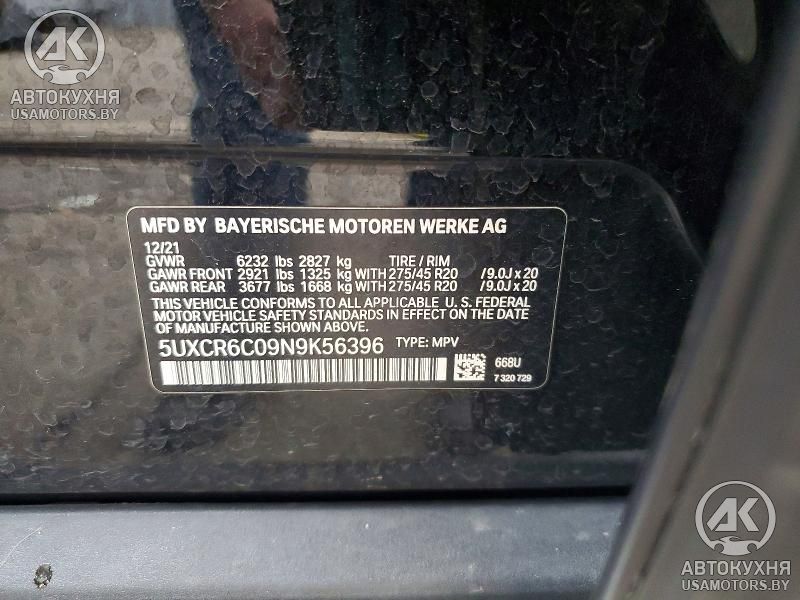 AK
АВТОКУХНЯ
USAMOTORS.BY
MFD BY BAYERISCHE MOTOREN WERKE AG
12/21
GVWR 6232 lbs 2827 kg TIRE / RIM
GAWR FRONT 2921 lbs 1325 kg WITH 275/45 R20 /9.0J x 20
GAWR REAR 3677 lbs 1668 kg WITH 275/45 R20 /9.0J x 20
THIS VEHICLE CONFORMS TO ALL APPLICABLE U. S. FEDERAL
MOTOR VEHICLE SAFETY STANDARDS IN EFFECT ON THE DATE
OF MANUFACTURE SHOWN ABOVE.
5UXCR6C09N9K56396 TYPE: MPV
668U
7 320 729
AK
АВТОКУХНЯ
USAMOTORS.BY